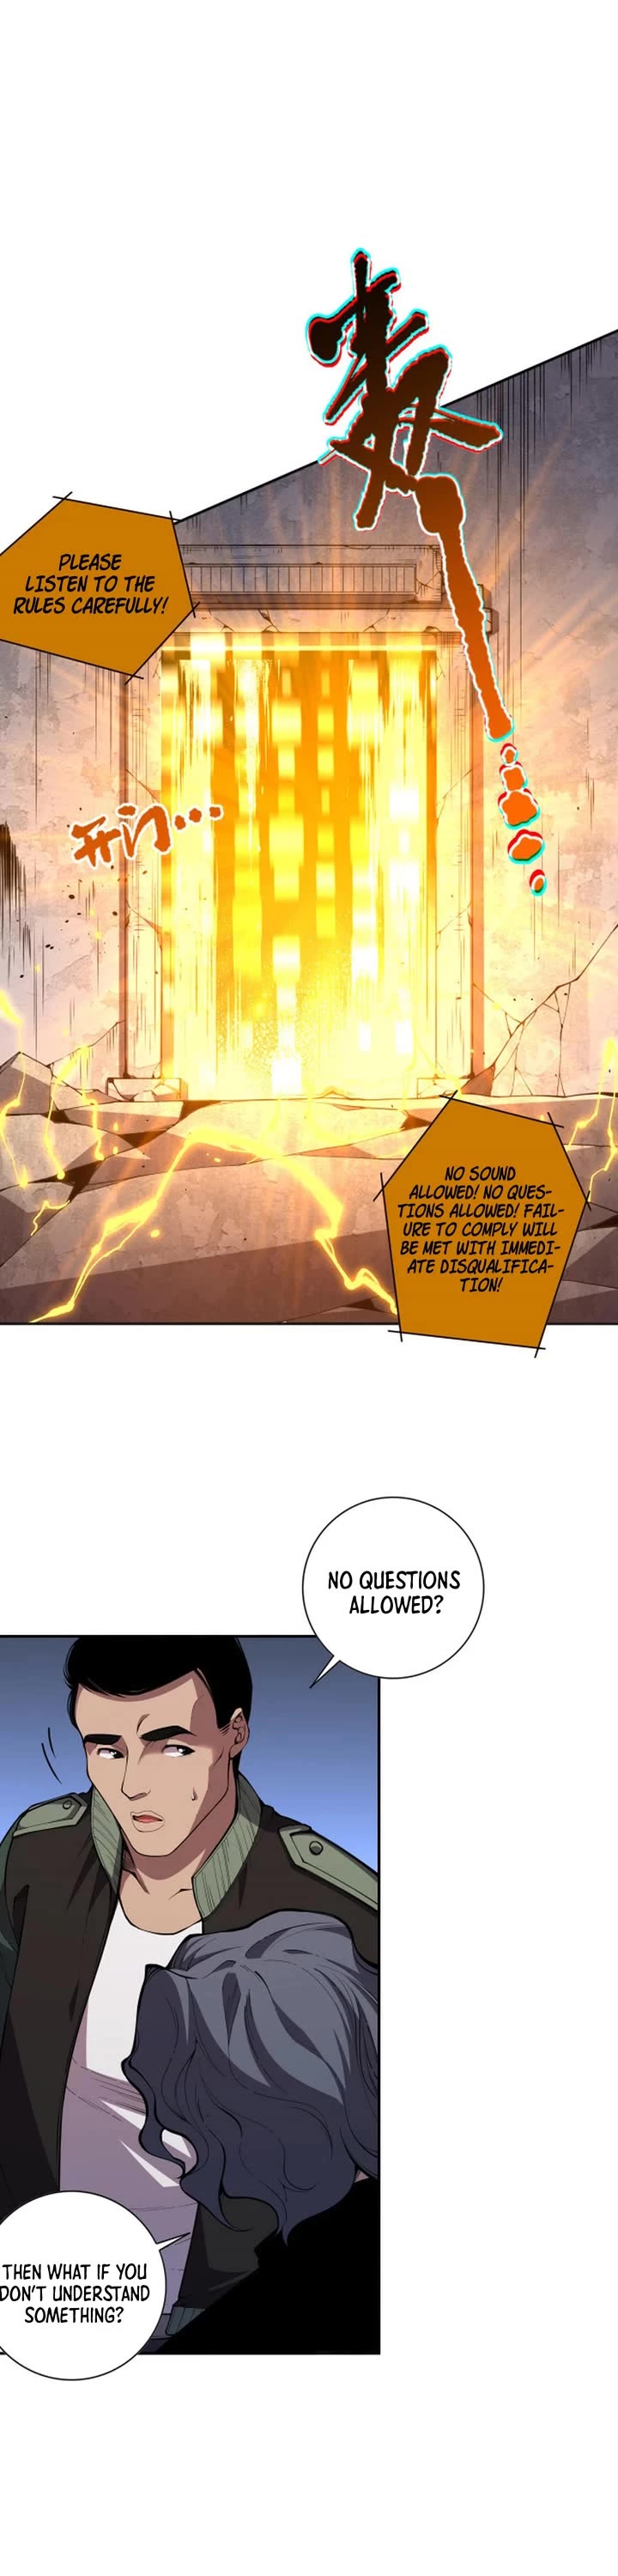 PLEASE
LISTEN TO THE
RULES CAREFULLY!
开门...
NO SOUND
ALLOWED! NO QUES-
TIONS ALLOWED! FAIL-
URE TO COMPLY WILL
BE MET WITH IMMEDI-
ATE DISQUALIFICA-
TION!
NO QUESTIONS
ALLOWED?
THEN WHAT IF YOU
DON'T UNDERSTAND
SOMETHING?